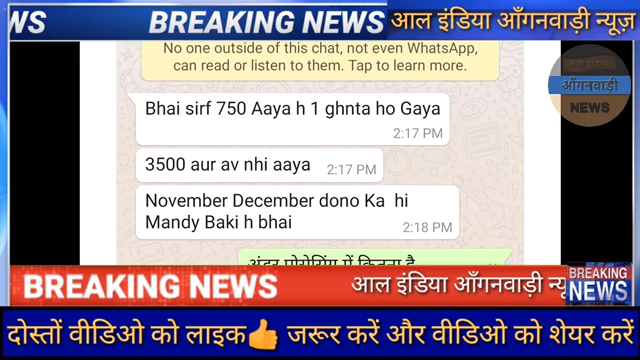 WS
BREAKING NEWS
आल इंडिया आँगनवाड़ी न्यूज़
No one outside of this chat, not even WhatsApp,
can read or listen to them. Tap to learn more.
आल इंडिया
आँगनवाड़ी
NEWS
Bhai sirf 750 Aaya h 1 ghnta ho Gaya
2:17 PM
3500 aur av nhi aaya 2:17 PM
November December dono Ka hi
Mandy Baki h bhai 2:18 PM
अंडर प्रोसेसिंग में कितना है
BREAKING NEWS
आल इंडिया आँगनवाड़ी न्यू
BREAKING
NEWS
दोस्तों वीडिओ को लाइक👍 जरूर करें और वीडिओ को शेयर करें